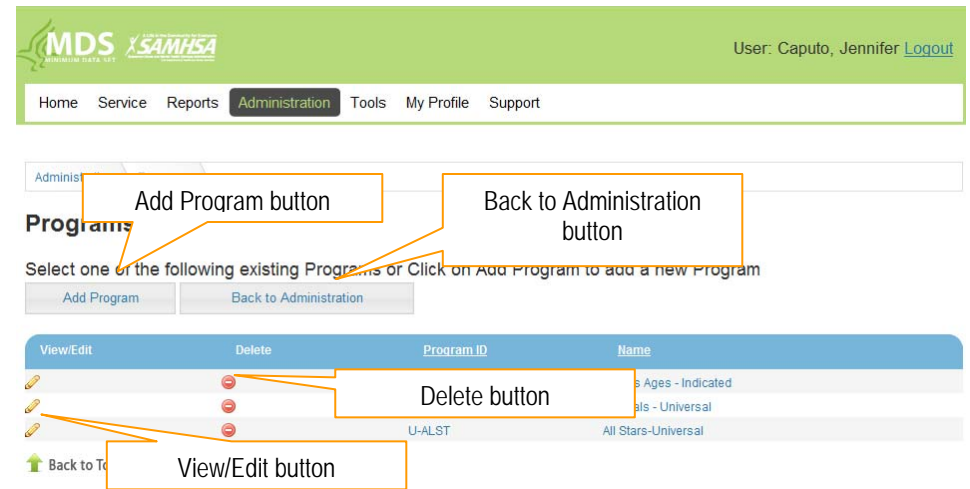 MDS SAMHSA
MINIMUM DATA SET
User: Caputo, Jennifer Logout
Home Service Reports Administration Tools My Profile Support
Add Program button
Back to Administration
button
Programs
Select one of the following existing Programs or Click on Add Program to add a new Program
Add Program Back to Administration
View/Edit Delete Program ID Name
Ages - Indicated
Delete button
- Universal
U-ALST All Stars-Universal
Back to
View/Edit button